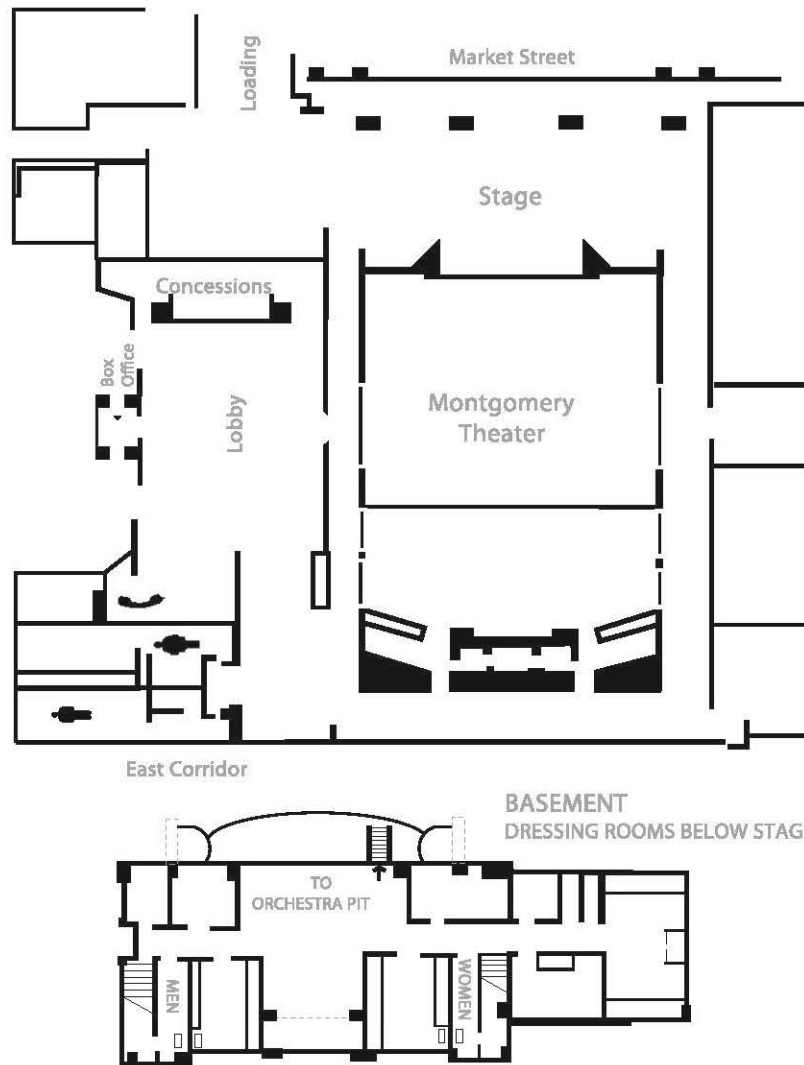 Market Street
Loading
Stage
Concessions
Box
Office
Lobby
Montgomery
Theater
East Corridor
BASEMENT
DRESSING ROOMS BELOW STAG
TO
ORCHESTRA PIT
MEN
WOMEN